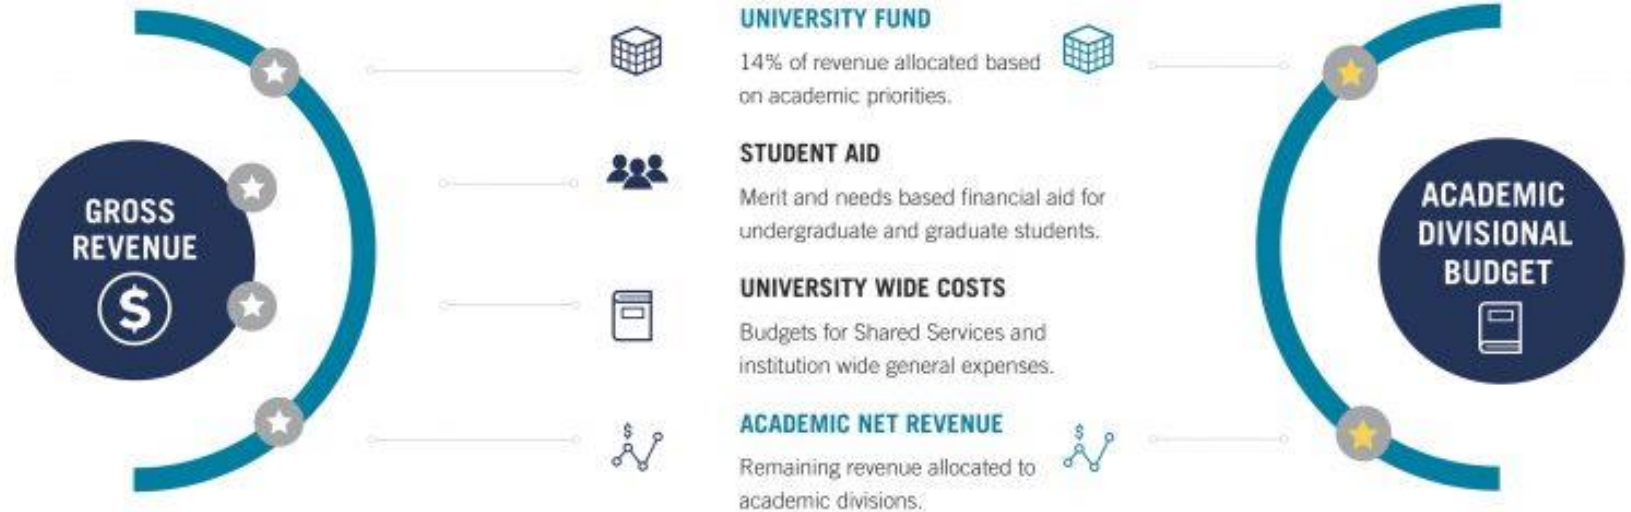 GROSS
REVENUE
$
UNIVERSITY FUND
14% of revenue allocated based
on academic priorities.
STUDENT AID
Merit and needs based financial aid for
undergraduate and graduate students.
UNIVERSITY WIDE COSTS
Budgets for Shared Services and
institution wide general expenses.
$
ACADEMIC NET REVENUE
$
Remaining revenue allocated to
academic divisions.
ACADEMIC
DIVISIONAL
BUDGET